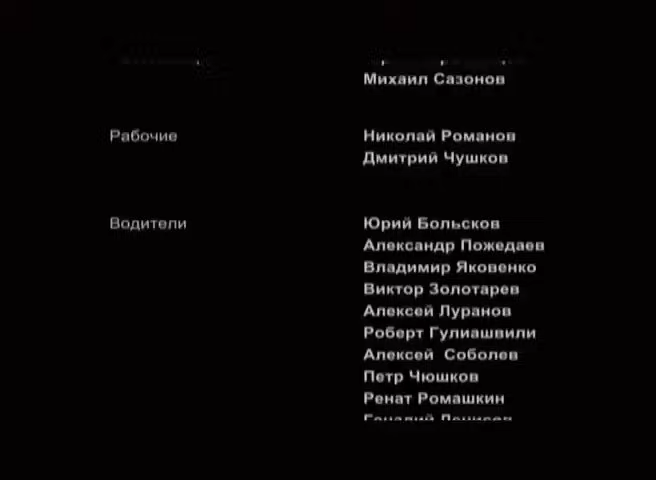 Михаил Сазонов
Рабочие Николай Романов
Дмитрий Чушков
Водители Юрий Больсков
Александр Пожедаев
Владимир Яковенко
Виктор Золотарев
Алексей Луранов
Роберт Гулиашвили
Алексей Соболев
Петр Чюшков
Ренат Ромашкин